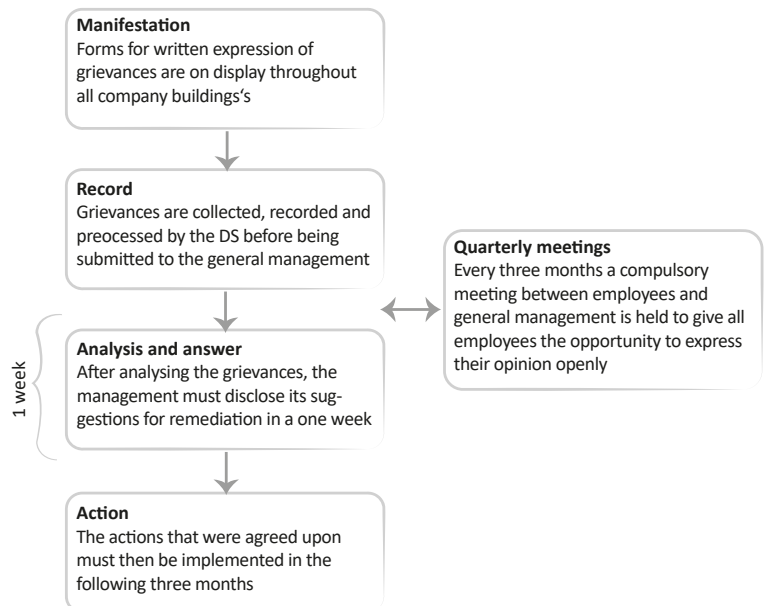 Manifestation
Forms for written expression of
grievances are on display throughout
all company buildings‘s
Record
Grievances are collected, recorded and
preocessed by the DS before being
submitted to the general management
Quarterly meetings
Every three months a compulsory
meeting between employees and
general management is held to give all
employees the opportunity to express
their opinion openly
1 week
Analysis and answer
After analysing the grievances, the
management must disclose its sug-
gestions for remediation in a one week
Action
The actions that were agreed upon
must then be implemented in the
following three months